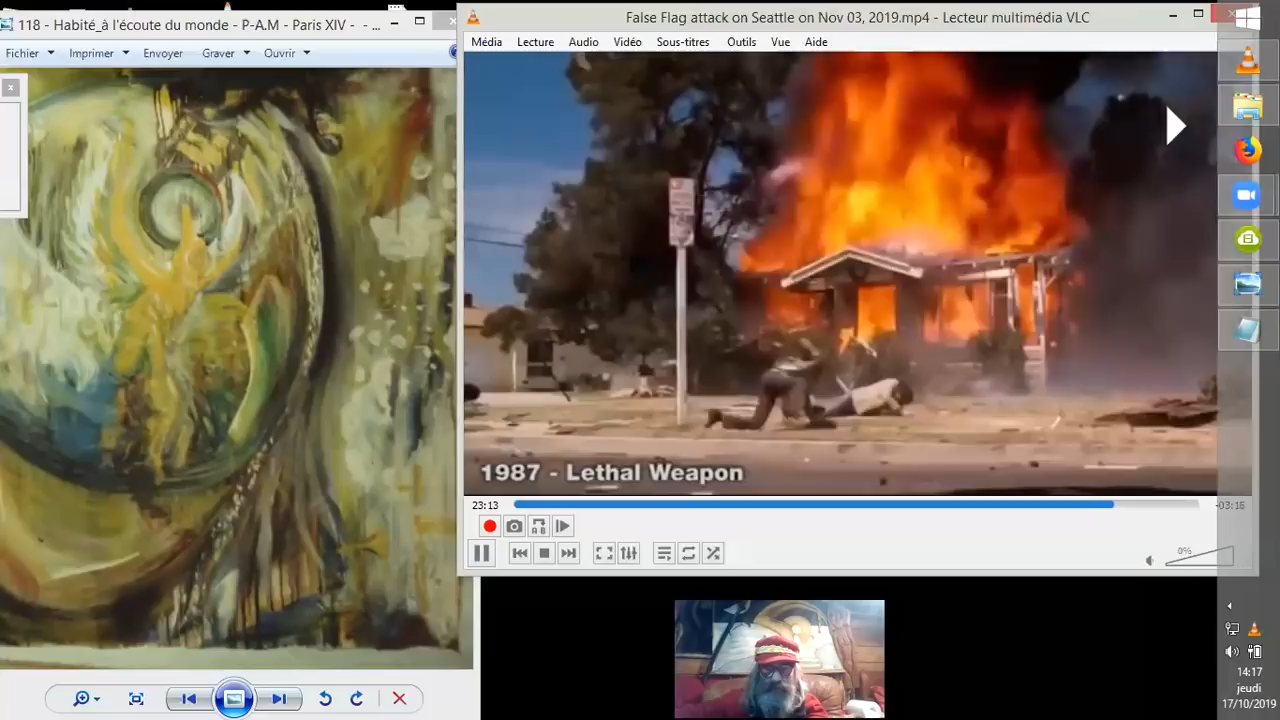 118 - Habité_à l'écoute du monde - P-A-M - Paris XIV - - ...
Fichier Imprimer Envoyer Graver Ouvrir
False Flag attack on Seattle on Nov 03, 2019.mp4 - Lecteur multimédia VLC
Média Lecture Audio Vidéo Sous-titres Outils Vue Aide
1987 - Lethal Weapon
23:13
-03:16
A B
0%
14:17
jeudi
17/10/2019